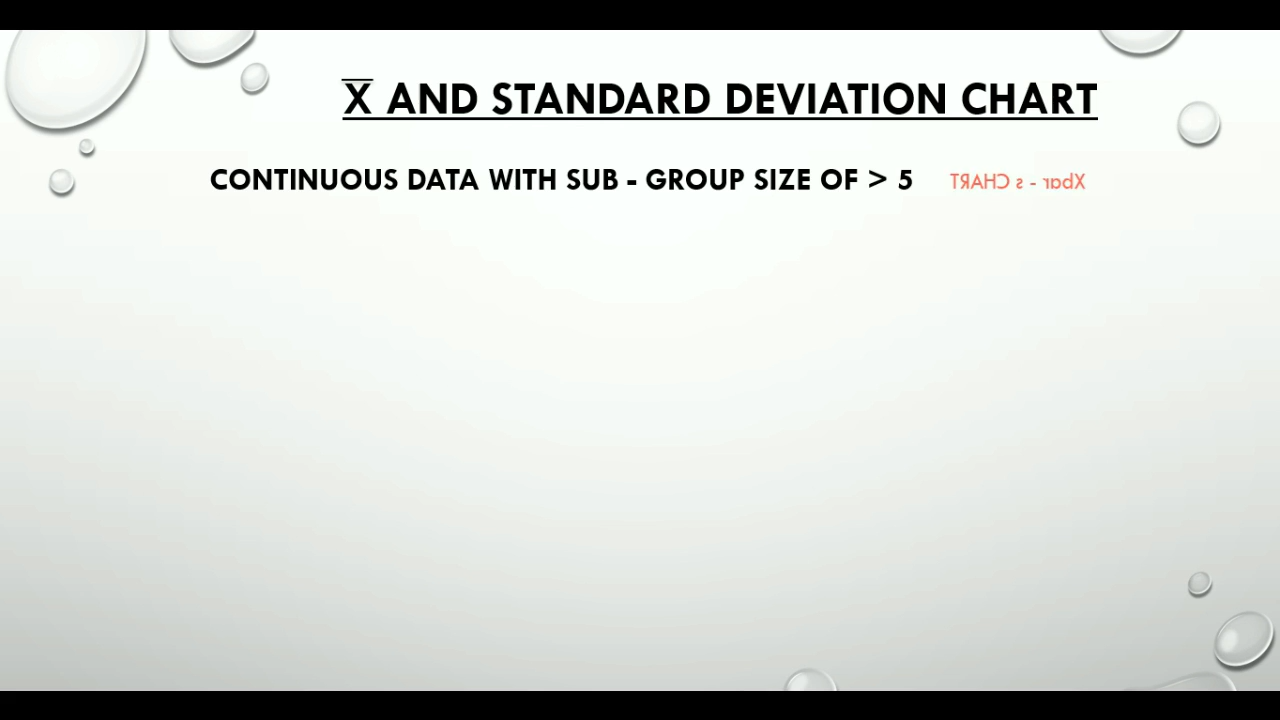 X̅ AND STANDARD DEVIATION CHART
CONTINUOUS DATA WITH SUB - GROUP SIZE OF > 5 Xbar - s CHART